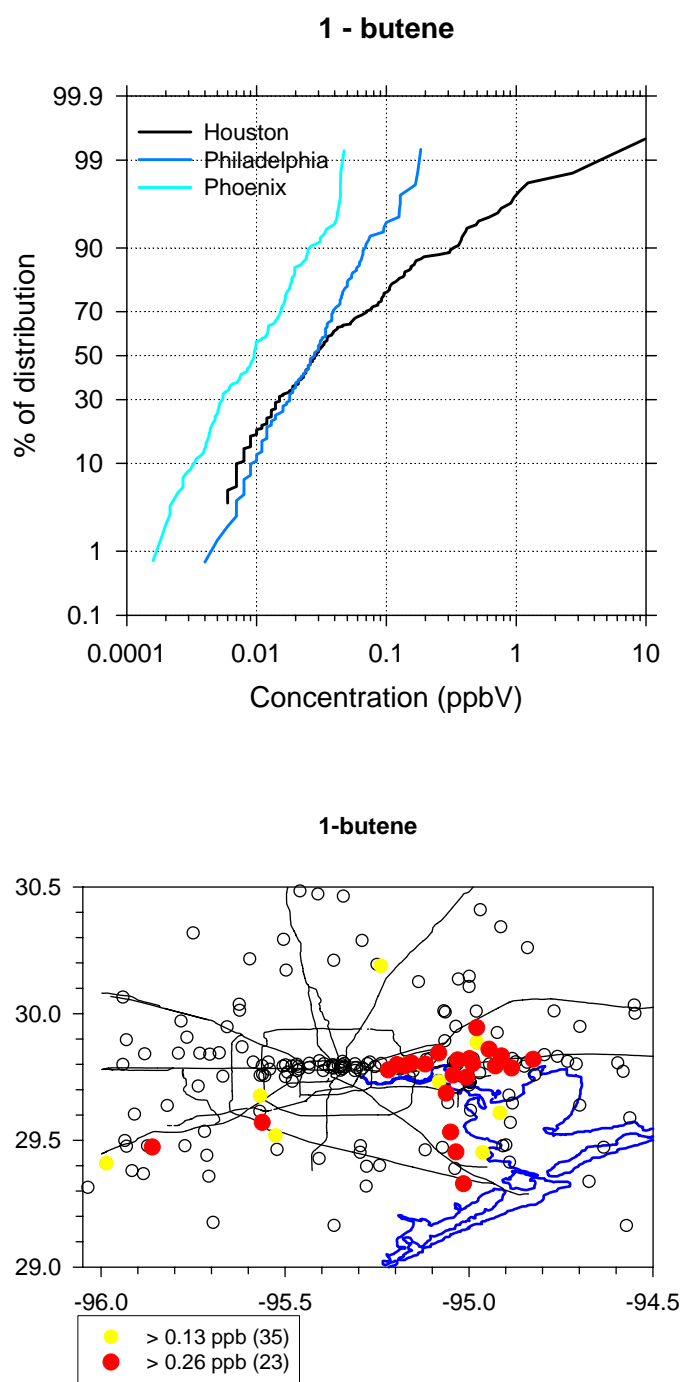 1 - butene
99.9
99
90
70
50
30
10
1
0.1
% of distribution
Houston
Philadelphia
Phoenix
0.0001
0.01
0.1
1
10
Concentration (ppbV)
1-butene
30.5
30.0
29.5
29.0
-96.0
-95.5
-95.0
-94.5
> 0.13 ppb (35)
> 0.26 ppb (23)